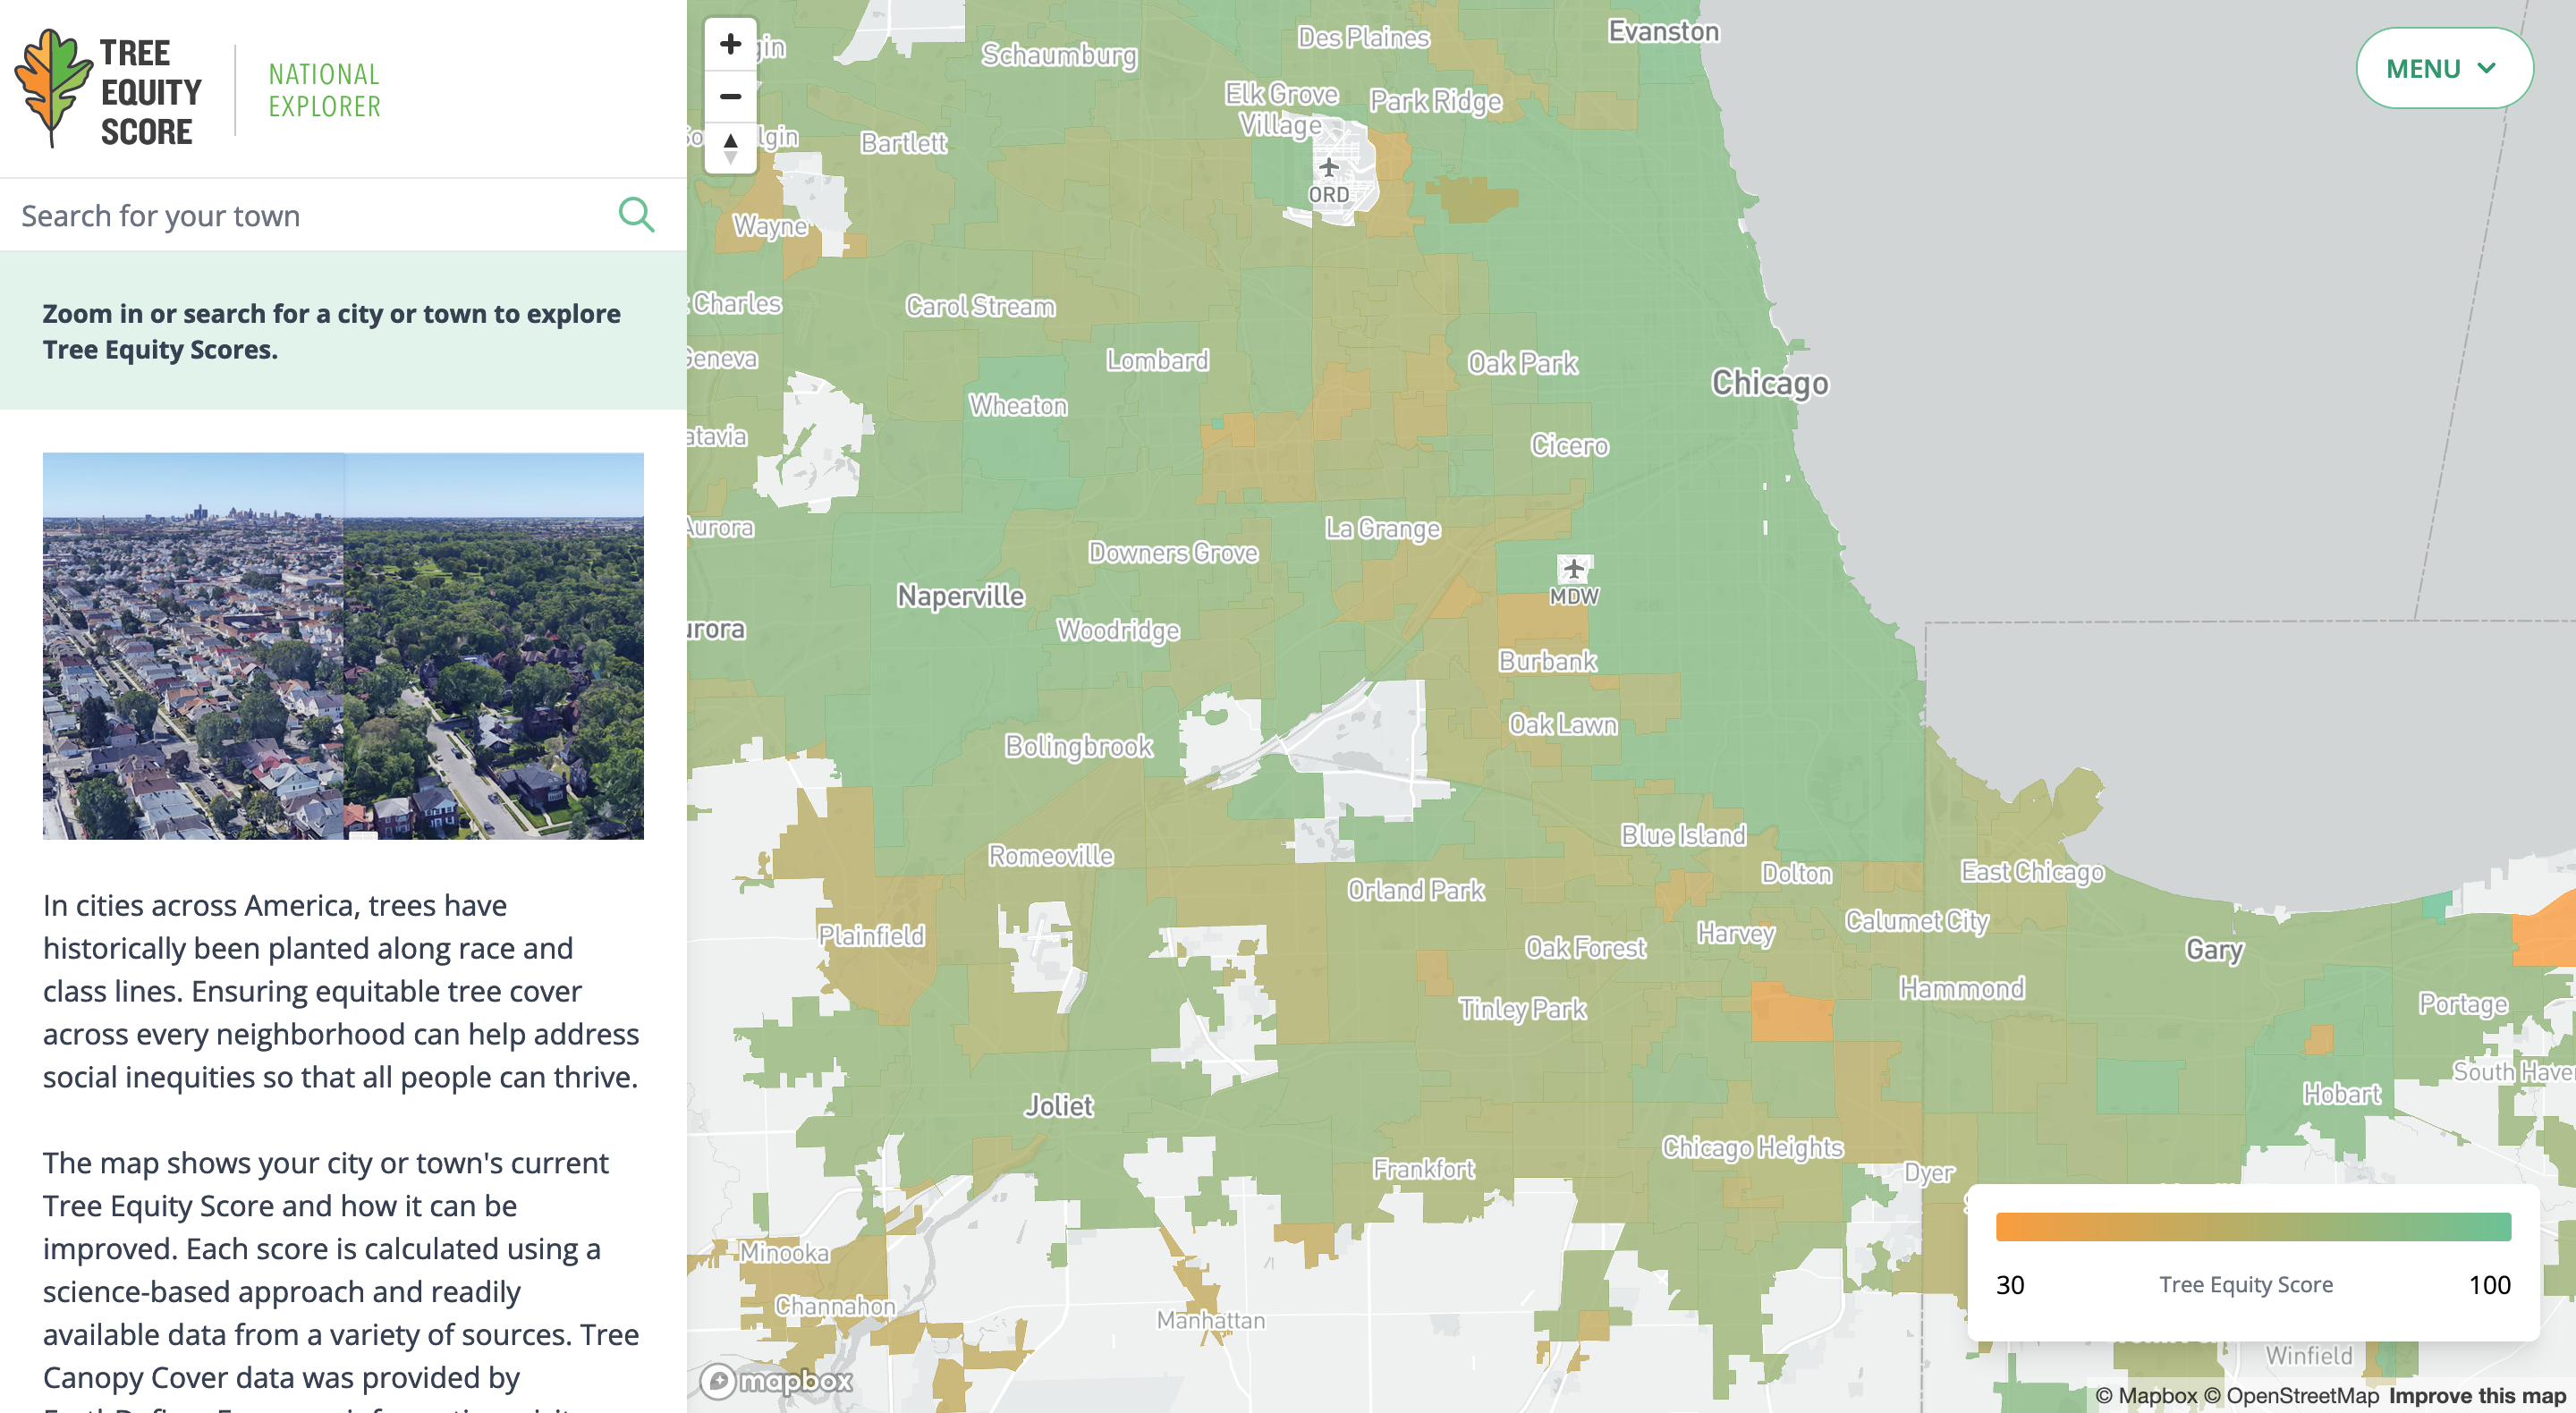 TREE
EQUITY
SCORE
NATIONAL
EXPLORER
Search for your town
Zoom in or search for a city or town to explore
Tree Equity Scores.
In cities across America, trees have
historically been planted along race and
class lines. Ensuring equitable tree cover
across every neighborhood can help address
social inequities so that all people can thrive.
The map shows your city or town's current
Tree Equity Score and how it can be
improved. Each score is calculated using a
science-based approach and readily
available data from a variety of sources. Tree
Canopy Cover data was provided by
MENU
Schaumburg
Des Plaines
Evanston
Elk Grove
Village
Park Ridge
Bartlett
ORD
Wayne
Charles
Carol Stream
Geneva
Lombard
Oak Park
Chicago
Wheaton
Cicero
Aurora
La Grange
Downers Grove
MDW
Naperville
Woodridge
Burbank
Oak Lawn
Bolingbrook
Blue Island
Romeoville
Dolton
East Chicago
Orland Park
Plainfield
Harvey
Calumet City
Oak Forest
Gary
Hammond
Tinley Park
Portage
South Have
Hobart
Joliet
Chicago Heights
Frankfort
Dyer
Minooka
Channahon
Manhattan
30
Tree Equity Score
100
Winfield
mapbox
© Mapbox © OpenStreetMap Improve this map